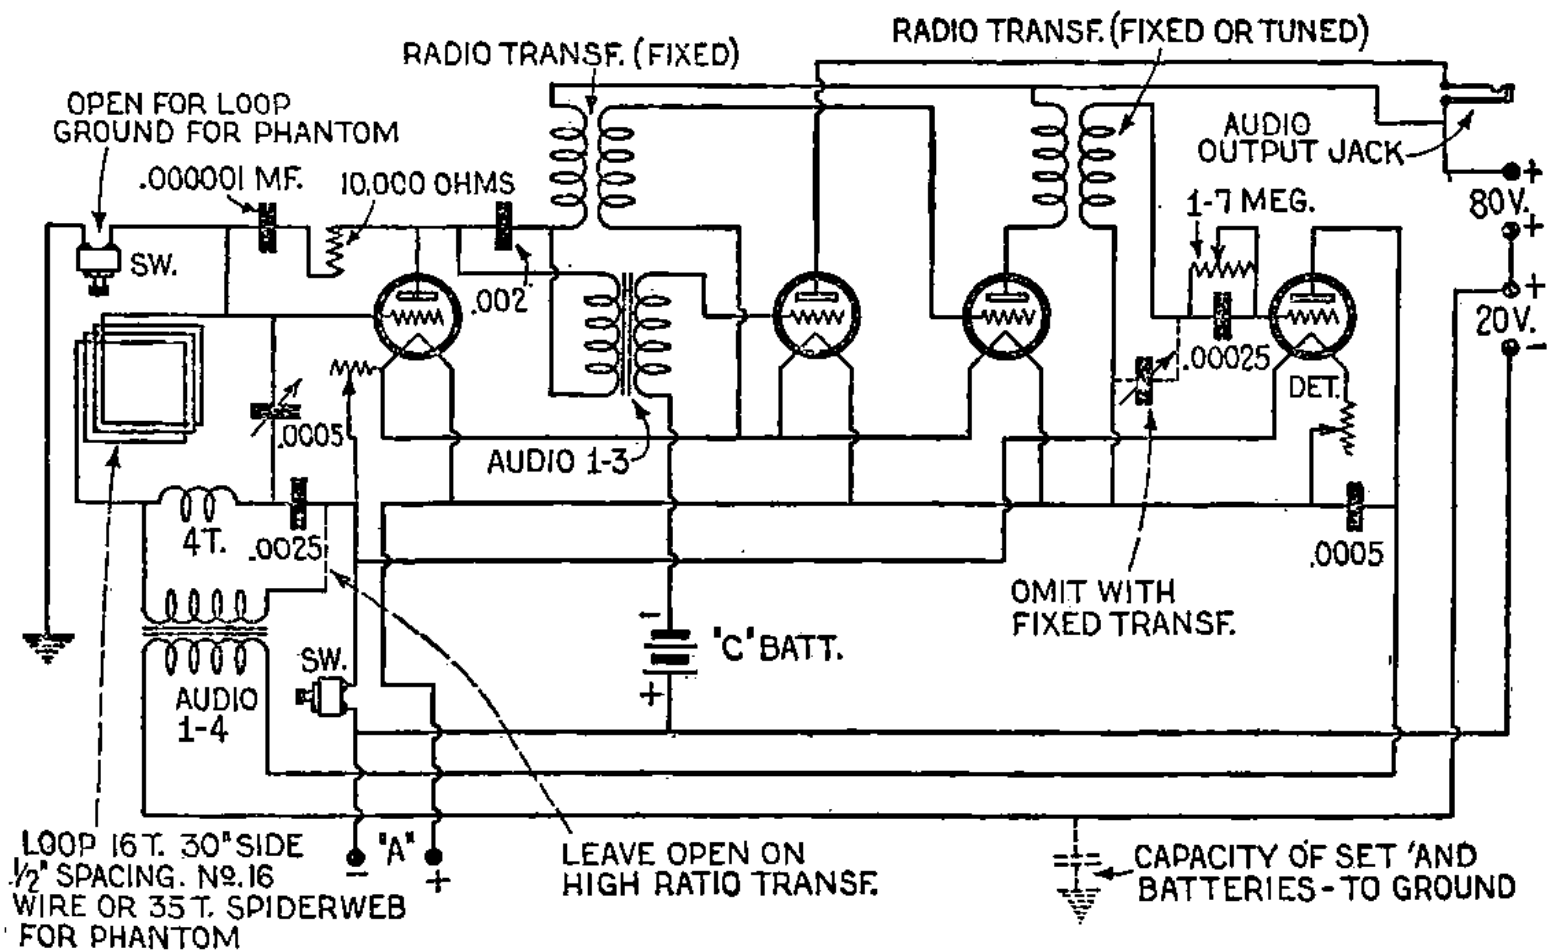 RADIO TRANSF. (FIXED)
RADIO TRANSF. (FIXED OR TUNED)
OPEN FOR LOOP
GROUND FOR PHANTOM
.000001 MF.
10,000 OHMS
AUDIO
OUTPUT JACK
+
80 V.
+
1-7 MEG.
SW.
.002
+
20 V.
-
.00025
DET.
.0005
AUDIO 1-3
4T.
.0025
.0005
OMIT WITH
FIXED TRANSF.
-
"C" BATT.
+
SW.
AUDIO
1-4
LOOP 16 T. 30" SIDE
1/2" SPACING. No. 16
WIRE OR 35 T. SPIDERWEB
FOR PHANTOM
"A"
-
+
LEAVE OPEN ON
HIGH RATIO TRANSF.
CAPACITY OF SET 'AND
BATTERIES - TO GROUND